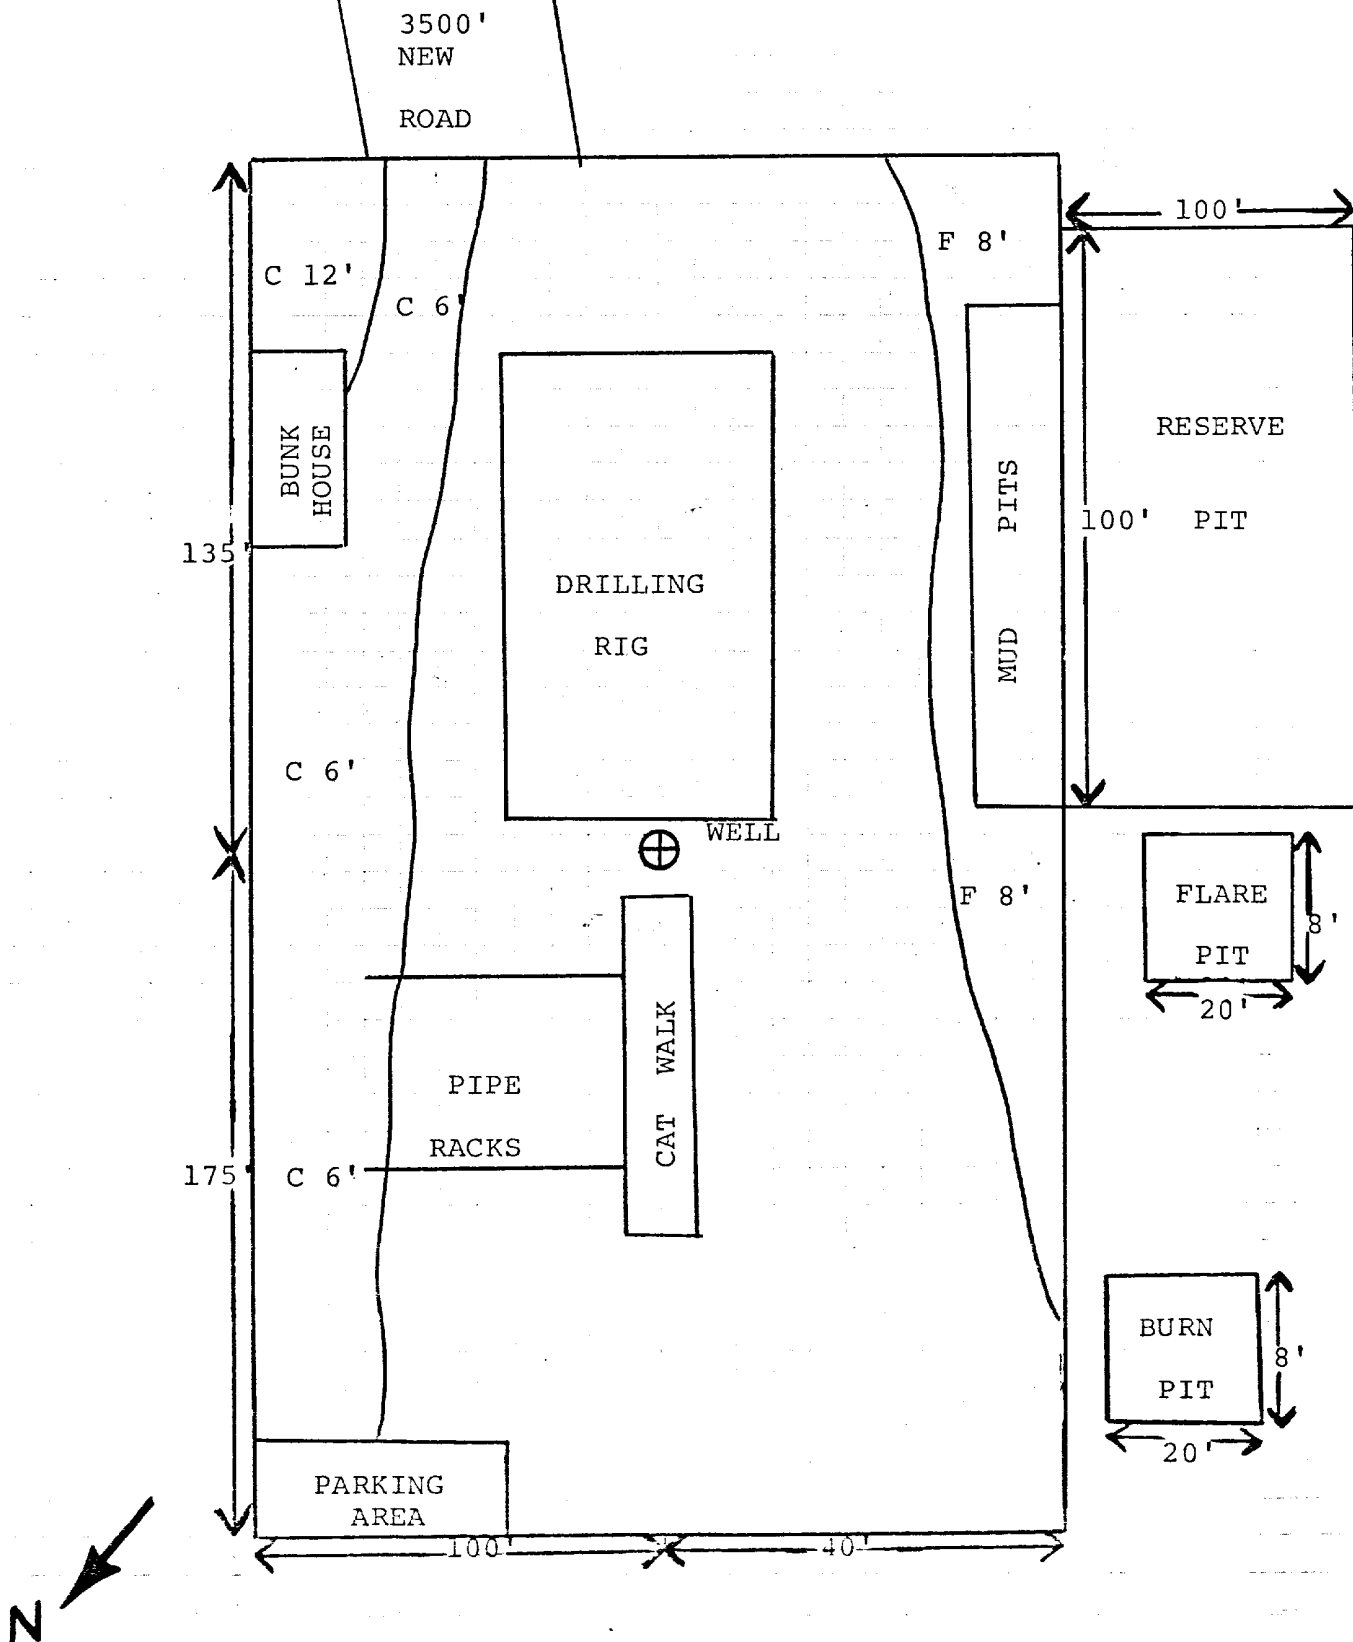 3500'
NEW
ROAD
100'
F 8'
C 12'
C 6'
RESERVE
PIT
BUNK
HOUSE
MUD PITS
100'
135'
DRILLING
RIG
C 6'
WELL
F 8'
FLARE
PIT
8'
20'
CAT WALK
PIPE
RACKS
175'
C 6'
BURN
PIT
8'
20'
PARKING
AREA
100'
40'
N